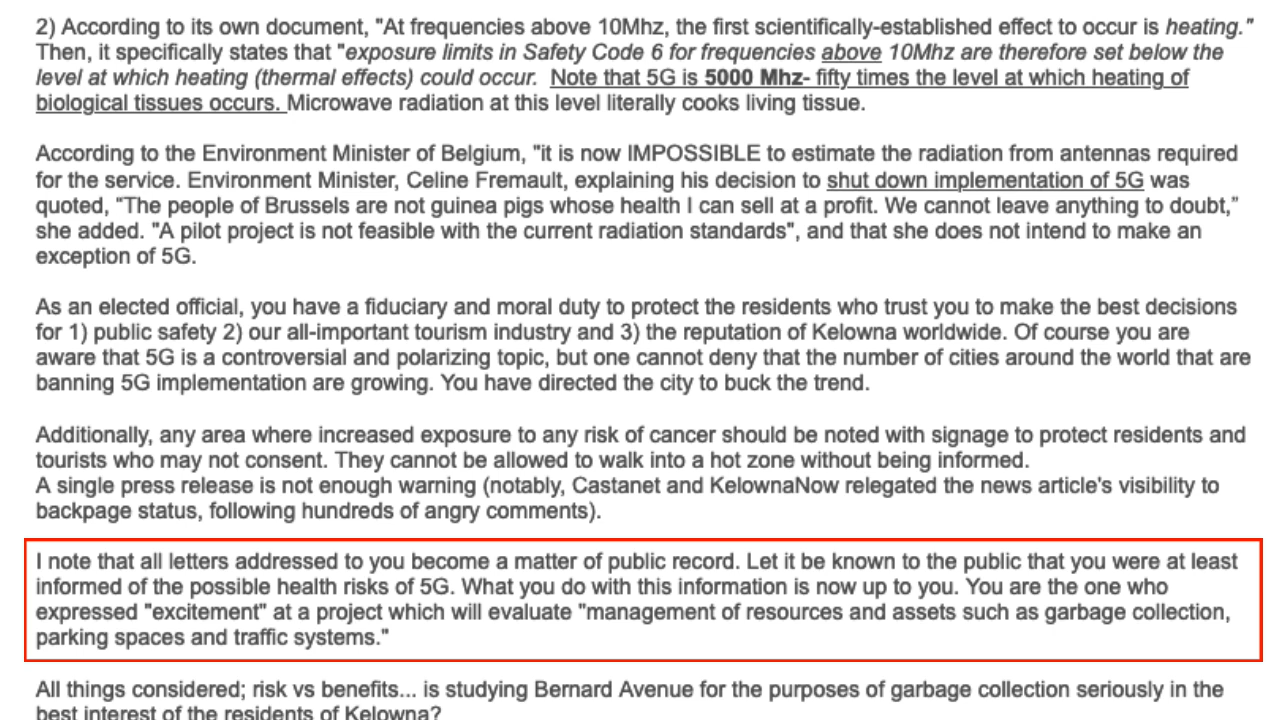 2) According to its own document, "At frequencies above 10Mhz, the first scientifically-established effect to occur is heating."
Then, it specifically states that "exposure limits in Safety Code 6 for frequencies above 10Mhz are therefore set below the
level at which heating (thermal effects) could occur.  Note that 5G is 5000 Mhz- fifty times the level at which heating of
biological tissues occurs. Microwave radiation at this level literally cooks living tissue.
According to the Environment Minister of Belgium, "it is now IMPOSSIBLE to estimate the radiation from antennas required
for the service. Environment Minister, Celine Fremault, explaining his decision to shut down implementation of 5G was
quoted, “The people of Brussels are not guinea pigs whose health I can sell at a profit. We cannot leave anything to doubt,”
she added. "A pilot project is not feasible with the current radiation standards", and that she does not intend to make an
exception of 5G.
As an elected official, you have a fiduciary and moral duty to protect the residents who trust you to make the best decisions
for 1) public safety 2) our all-important tourism industry and 3) the reputation of Kelowna worldwide. Of course you are
aware that 5G is a controversial and polarizing topic, but one cannot deny that the number of cities around the world that are
banning 5G implementation are growing. You have directed the city to buck the trend.
Additionally, any area where increased exposure to any risk of cancer should be noted with signage to protect residents and
tourists who may not consent. They cannot be allowed to walk into a hot zone without being informed.
A single press release is not enough warning (notably, Castanet and KelownaNow relegated the news article's visibility to
backpage status, following hundreds of angry comments).
I note that all letters addressed to you become a matter of public record. Let it be known to the public that you were at least
informed of the possible health risks of 5G. What you do with this information is now up to you. You are the one who
expressed "excitement" at a project which will evaluate "management of resources and assets such as garbage collection,
parking spaces and traffic systems."
All things considered; risk vs benefits... is studying Bernard Avenue for the purposes of garbage collection seriously in the
best interest of the residents of Kelowna?